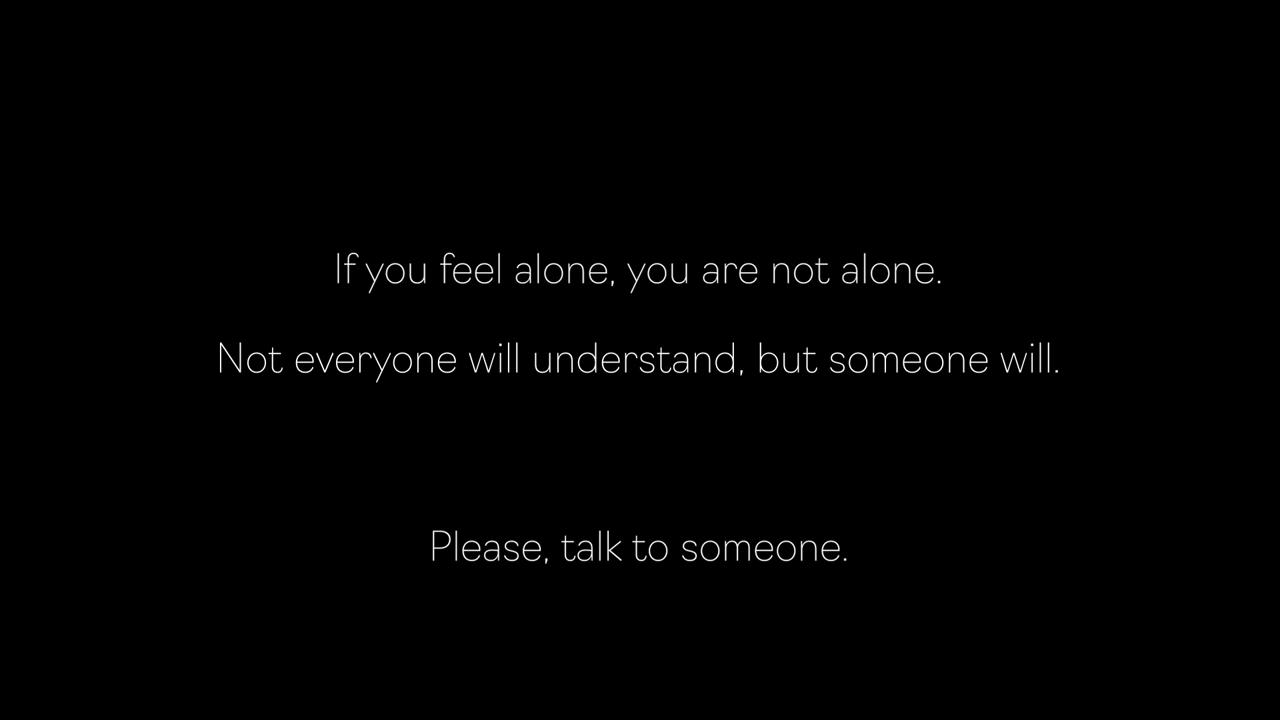 If you feel alone, you are not alone.
Not everyone will understand, but someone will.
Please, talk to someone.